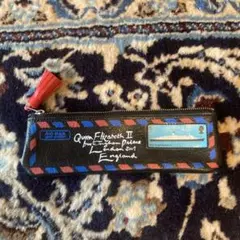 Queen Elizabeth II
Buckingham Palace
London SW1
England